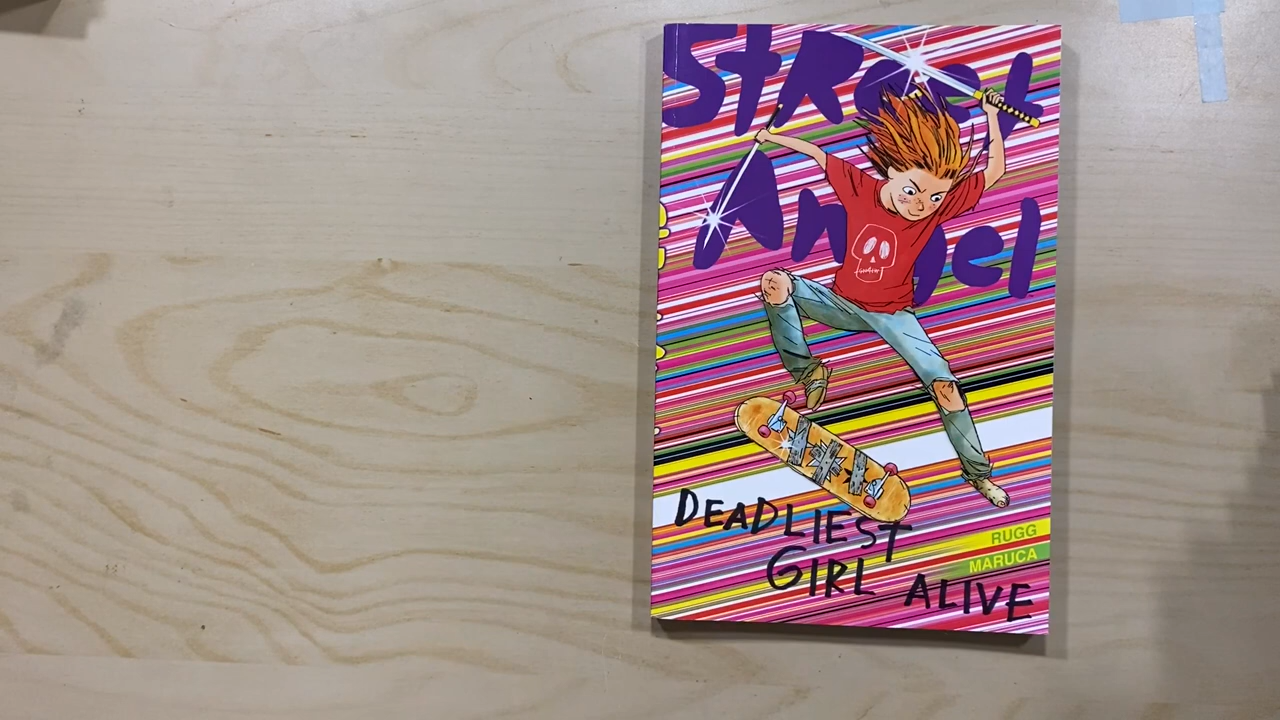 Street
Angel
DEADLIEST
GIRL ALIVE
RUGG
MARUCA